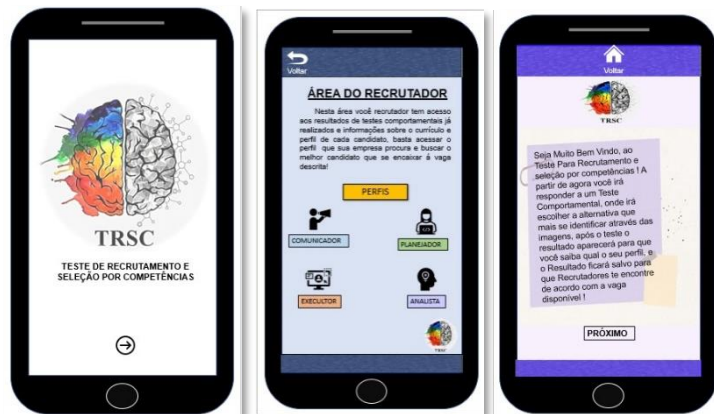 TRSC
TESTE DE RECRUTAMENTO E
SELEÇÃO POR COMPETÊNCIAS
Voltar
ÁREA DO RECRUTADOR
Nesta área você recrutador tem acesso
aos resultados de testes comportamentais já
realizados e informações sobre o currículo e
perfil de cada candidato, basta acessar o
perfil que sua empresa procura e buscar o
melhor candidato que se encaixar á vaga
descrita!
PERFIS
COMUNICADOR
PLANEJADOR
EXECULTOR
ANALISTA
TRSC
Voltar
TRSC
Seja Muito Bem Vindo, ao
Teste Para Recrutamento e
seleção por competências ! A
partir de agora você irá
responder a um Teste
Comportamental, onde irá
escolher a alternativa que
mais se identificar através das
imagens, após o teste o
resultado aparecerá para que
você saiba qual o seu perfil, e
o Resultado ficará salvo para
que Recrutadores te encontre
de acordo com a vaga
disponível !
PRÓXIMO